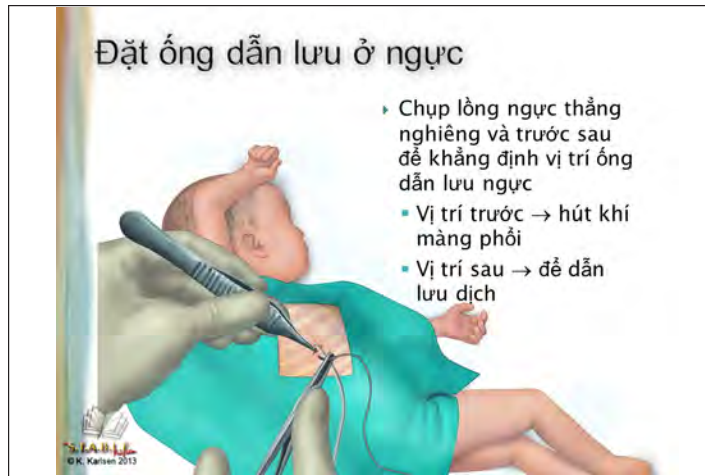 Đặt ống dẫn lưu ở ngực
Chụp lồng ngực thẳng
nghiêng và trước sau
để khẳng định vị trí ống
dẫn lưu ngực
Vị trí trước → hút khí
màng phổi
Vị trí sau → để dẫn
lưu dịch
S.T.A.B.L.E.
© K. Karlsen 2013